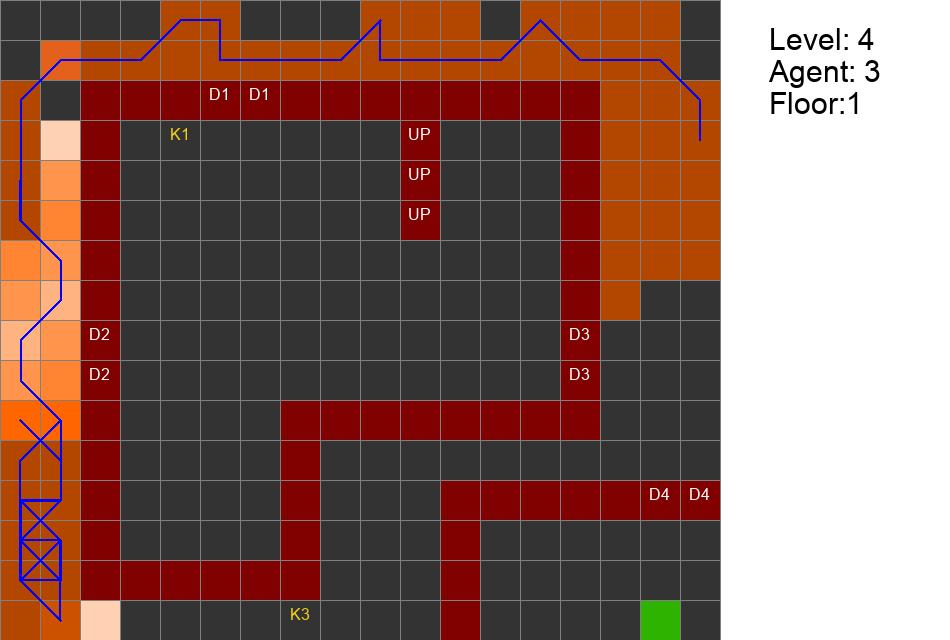 Level: 4
Agent: 3
Floor:1
D1 D1
K1 UP
UP
UP
D2 D3
D2 D3
D4 D4
K3